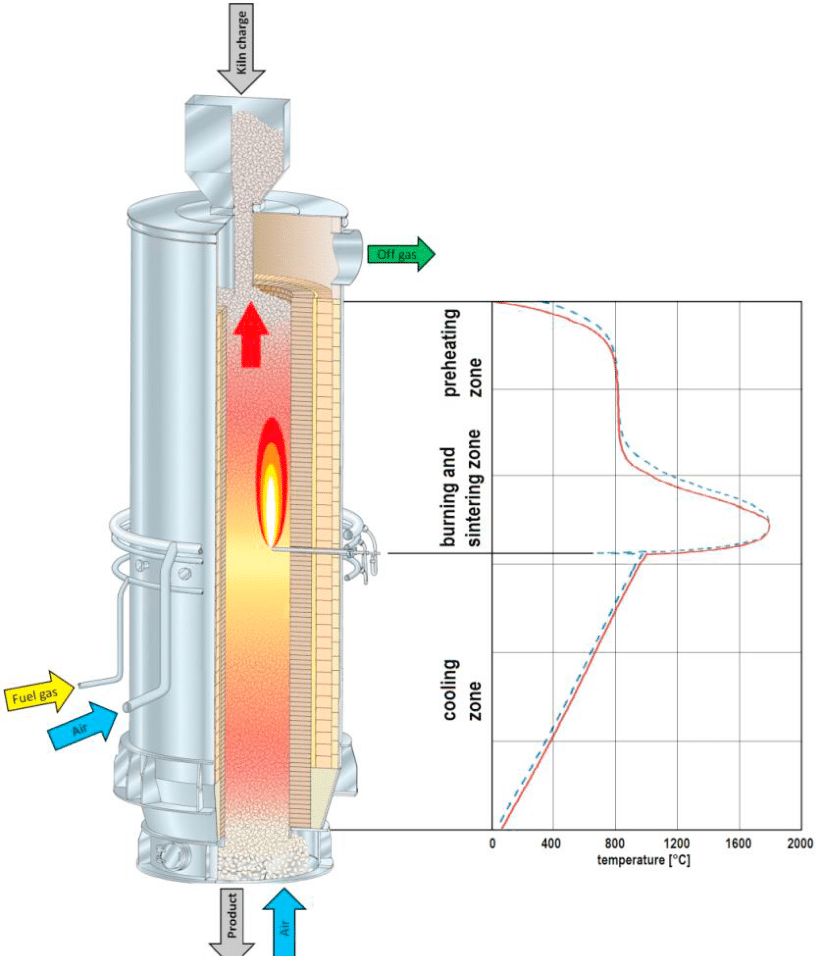 Kiln charge
Off gas
preheating
zone
burning and
sintering zone
Fuel gas
Air
cooling
zone
0 400 800 1200 1600 2000
temperature [°C]
Product
Air